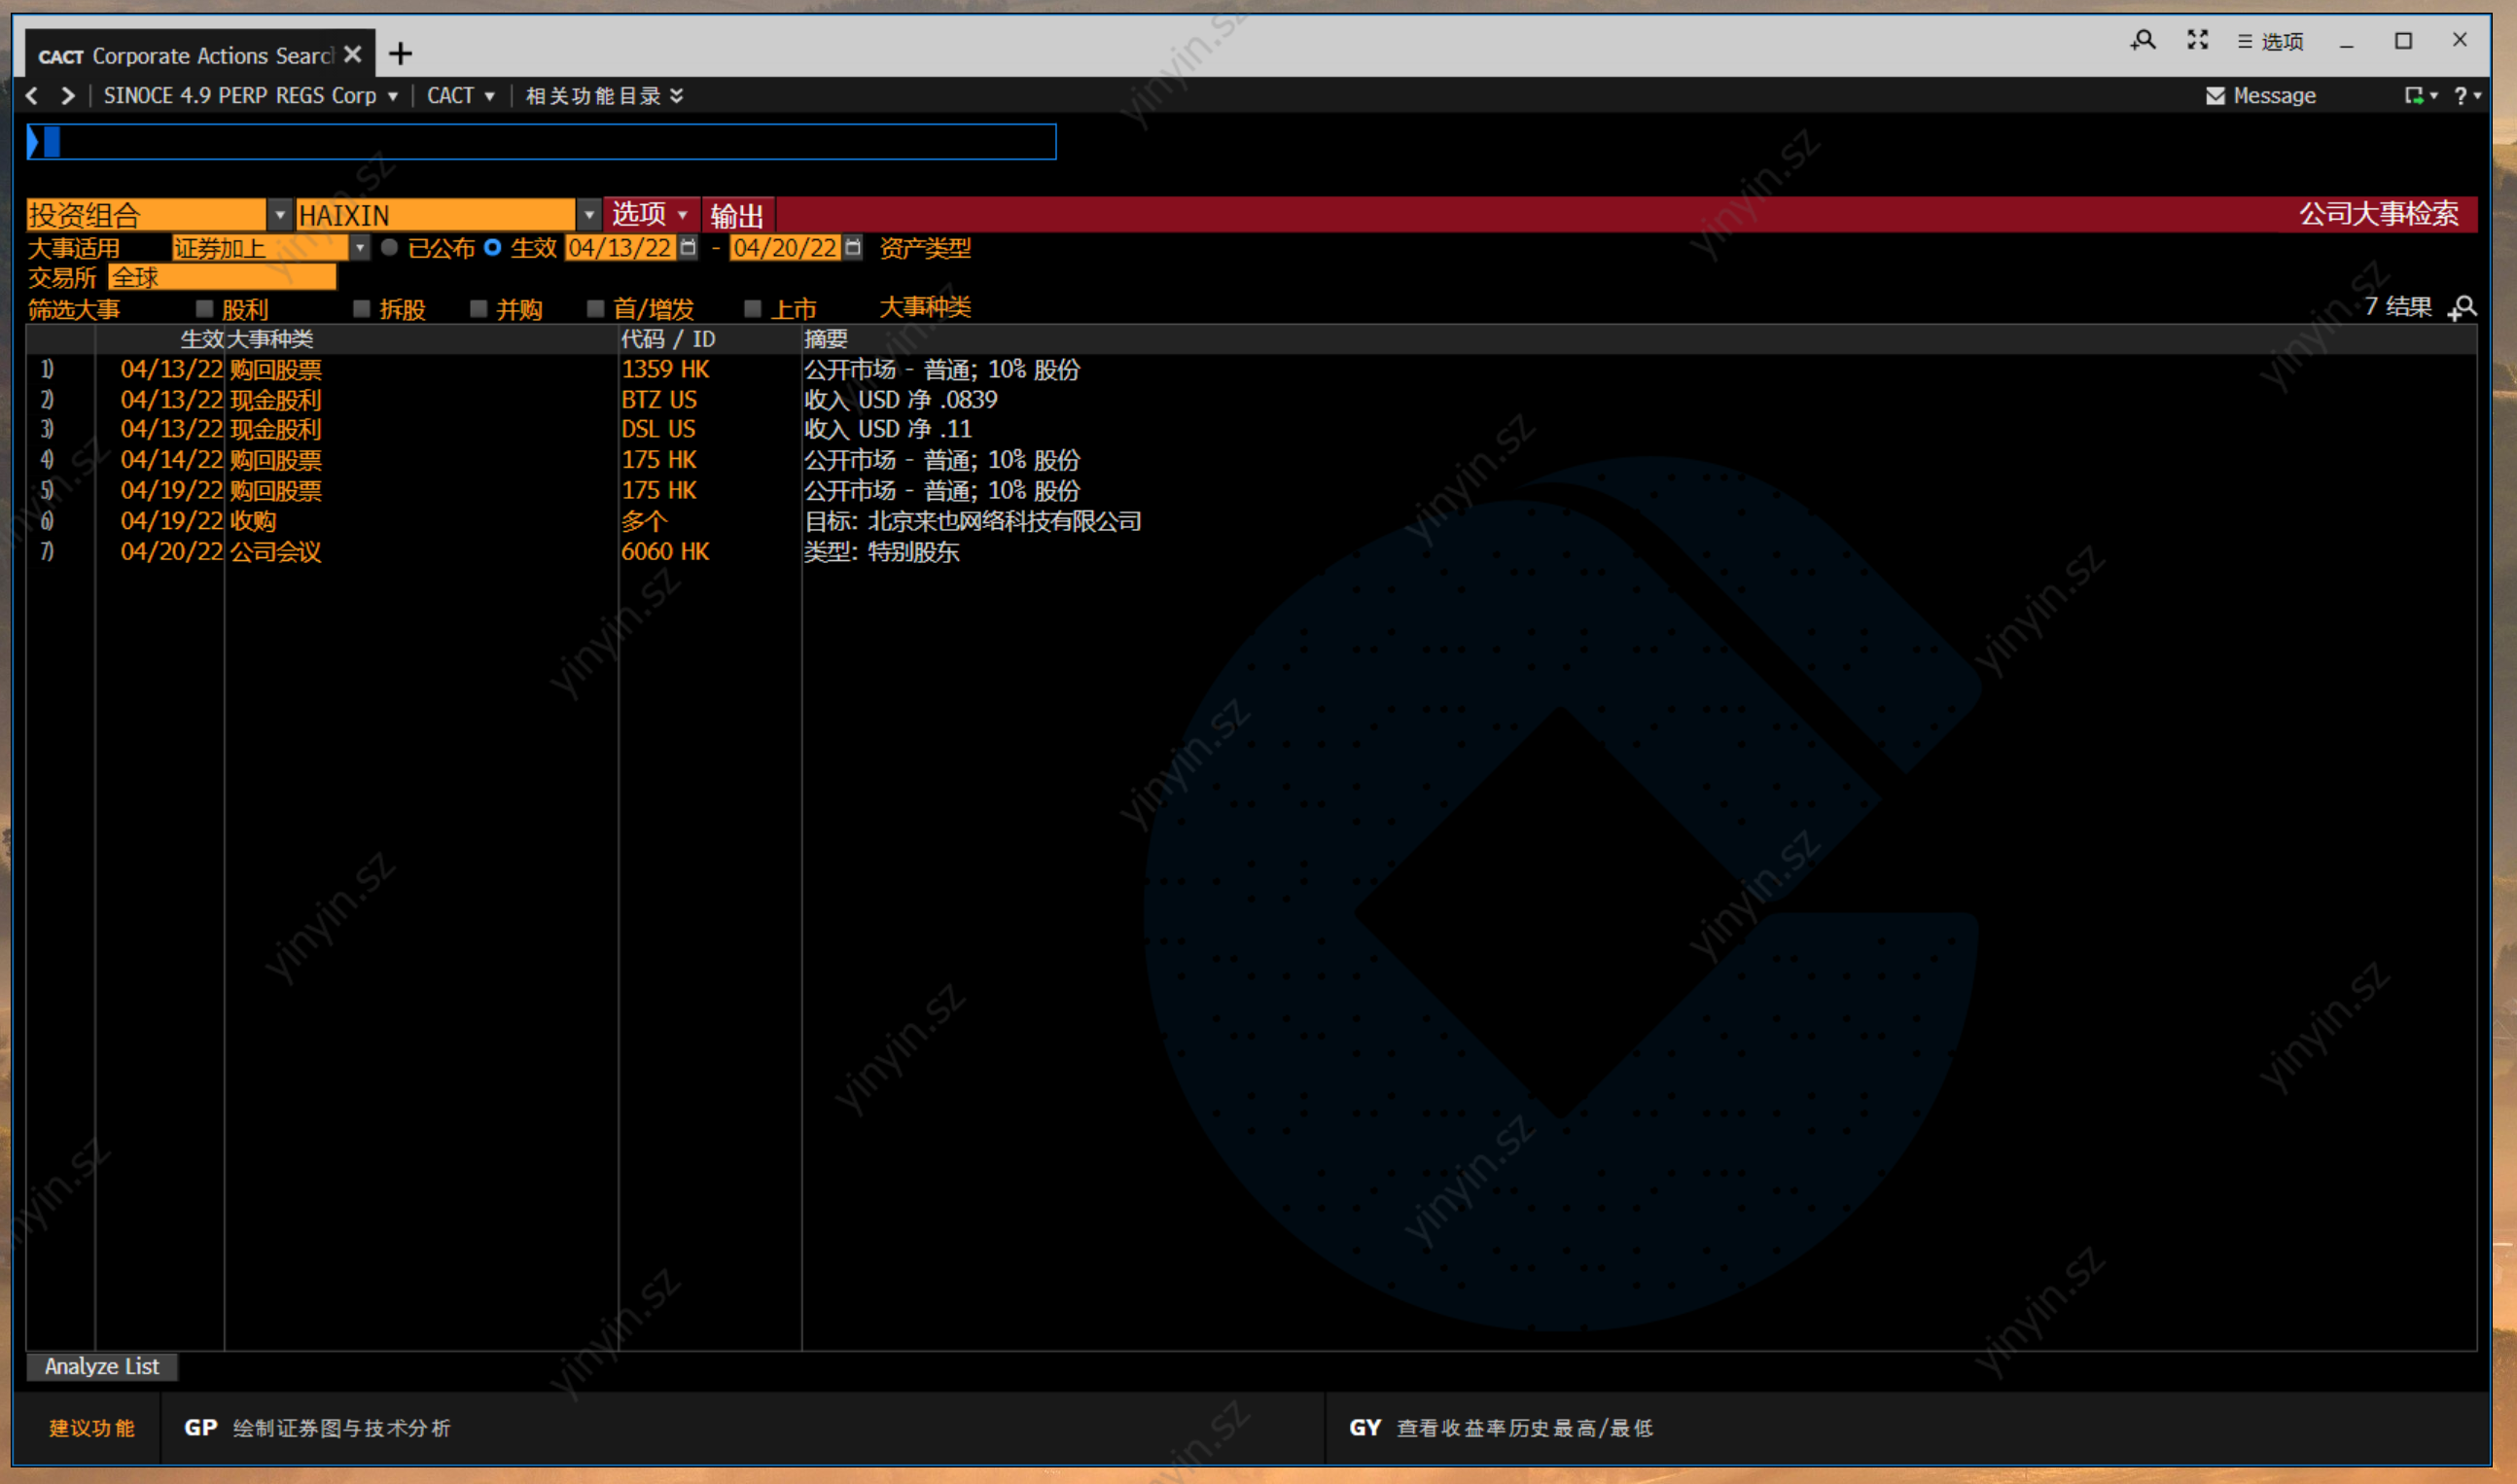 CACT Corporate Actions Searc
选项
SINOCE 4.9 PERP REGS Corp CACT 相关功能目录 Message ?
投资组合 HAIXIN 选项 输出 公司大事检索
大事适用 证券加上 已公布 生效 04/13/22 - 04/20/22 资产类型
交易所 全球
筛选大事 股利 拆股 并购 首/增发 上市 大事种类 7 结果
生效 大事种类 代码 / ID 摘要
1) 04/13/22 购回股票 1359 HK 公开市场 - 普通; 10% 股份
2) 04/13/22 现金股利 BTZ US 收入 USD 净 .0839
3) 04/13/22 现金股利 DSL US 收入 USD 净 .11
4) 04/14/22 购回股票 175 HK 公开市场 - 普通; 10% 股份
5) 04/19/22 购回股票 175 HK 公开市场 - 普通; 10% 股份
6) 04/19/22 收购 多个 目标: 北京来也网络科技有限公司
7) 04/20/22 公司会议 6060 HK 类型: 特别股东
Analyze List
建议功能 GP 绘制证券图与技术分析 GY 查看收益率历史最高/最低
yinyin.sz